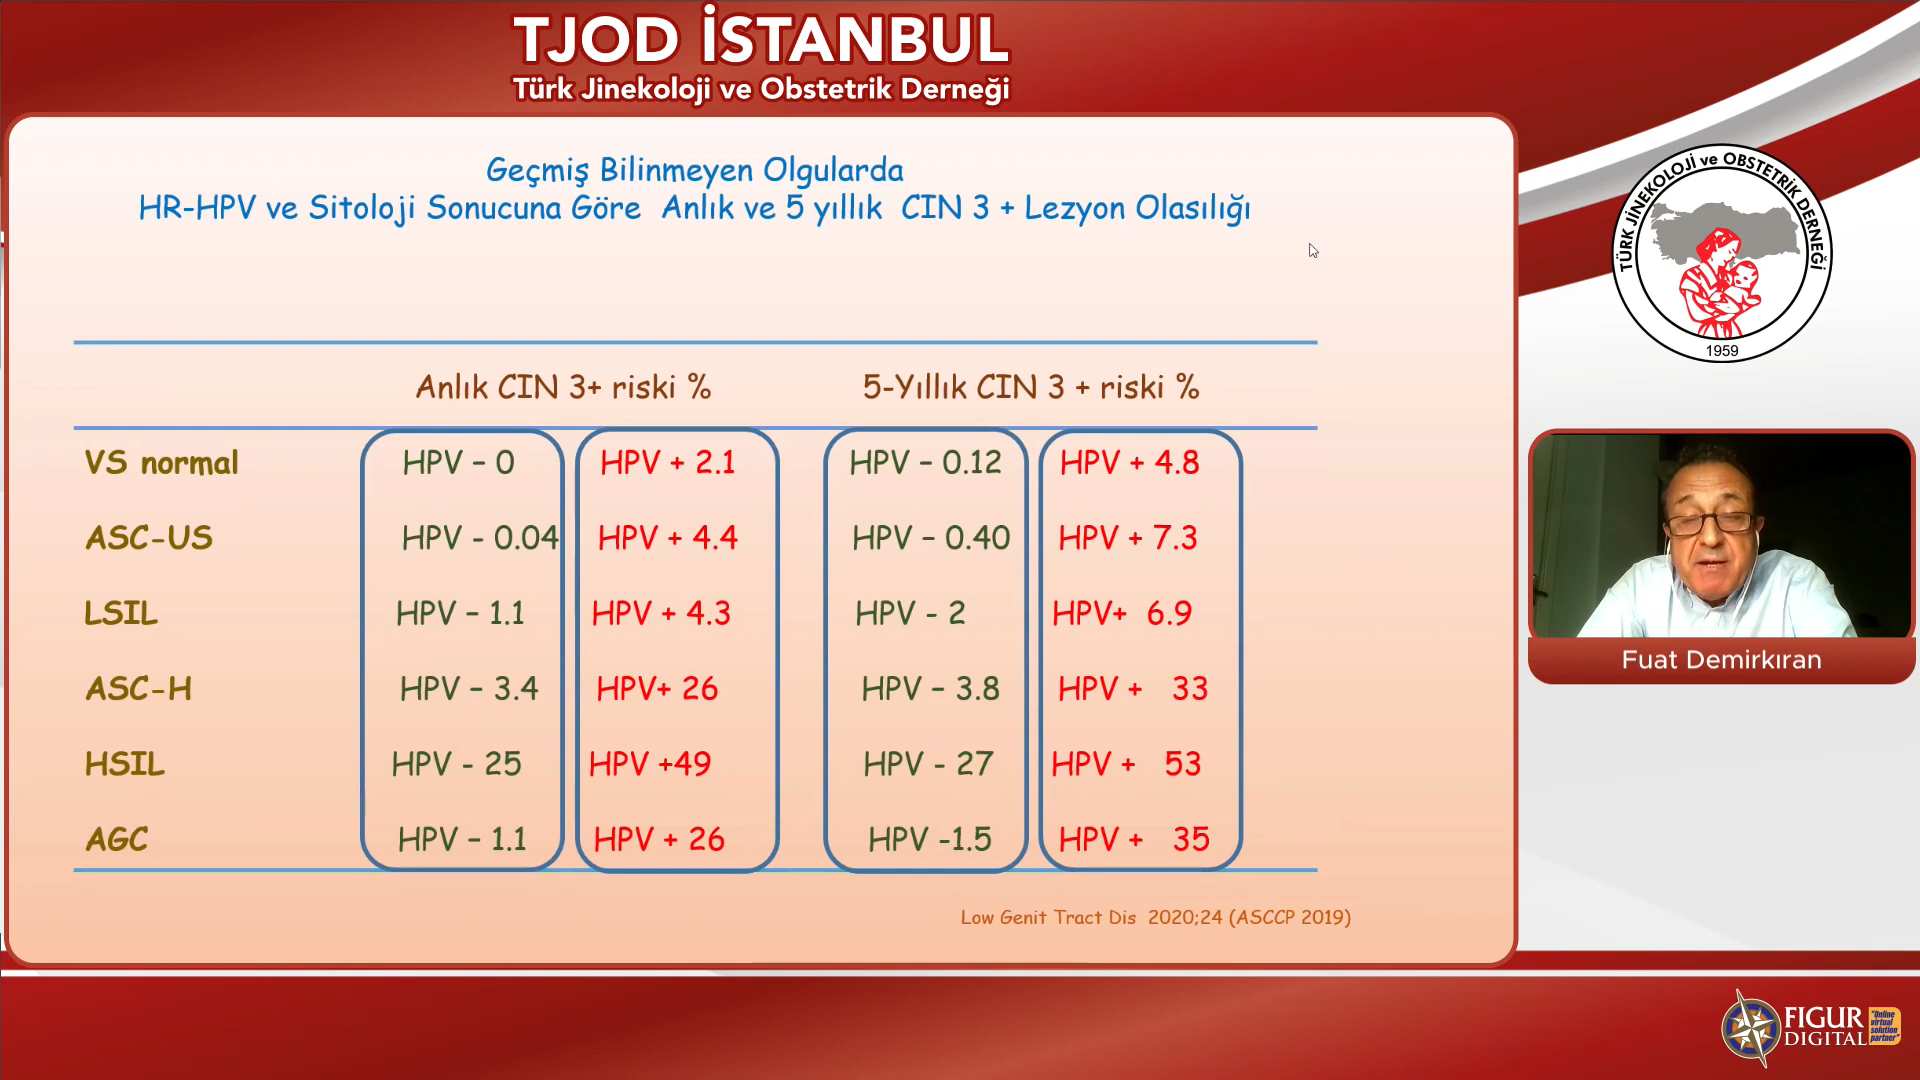 TJOD İSTANBUL
Türk Jinekoloji ve Obstetrik Derneği
Geçmiş Bilinmeyen Olgularda
HR-HPV ve Sitoloji Sonucuna Göre Anlık ve 5 yıllık CIN 3 + Lezyon Olasılığı
Anlık CIN 3+ riski % 5-Yıllık CIN 3 + riski %
VS normal HPV – 0 HPV + 2.1 HPV – 0.12 HPV + 4.8
ASC-US HPV - 0.04 HPV + 4.4 HPV – 0.40 HPV + 7.3
LSIL HPV – 1.1 HPV + 4.3 HPV - 2 HPV+ 6.9
ASC-H HPV – 3.4 HPV+ 26 HPV – 3.8 HPV + 33
HSIL HPV - 25 HPV +49 HPV - 27 HPV + 53
AGC HPV – 1.1 HPV + 26 HPV -1.5 HPV + 35
Low Genit Tract Dis 2020;24 (ASCCP 2019)
TÜRK JİNEKOLOJİ ve OBSTETRİK DERNEĞİ
1959
Fuat Demirkıran
FIGUR
DIGITAL
"Online
virtual
solution
partner"